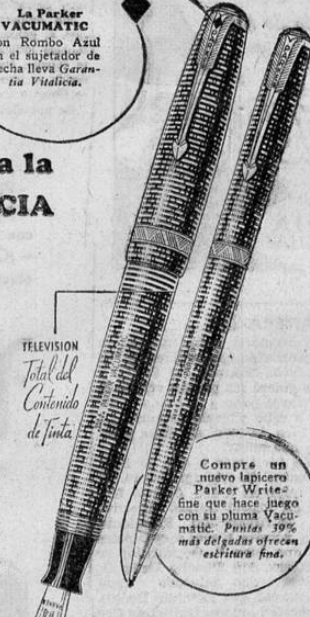 La Parker
VACUMATIC
on Rombo Azul
n el sujetador de
echa lleva Garan-
tía Vitalicia.
a la
CIA
TELEVISION
Total del
Contenido
de Tinta
Compre un
nuevo lapicero
Parker Write-
fine que hace juego
con su pluma Vacu-
matic. Puntas 39%
más delgadas ofrecen
escritura fina.